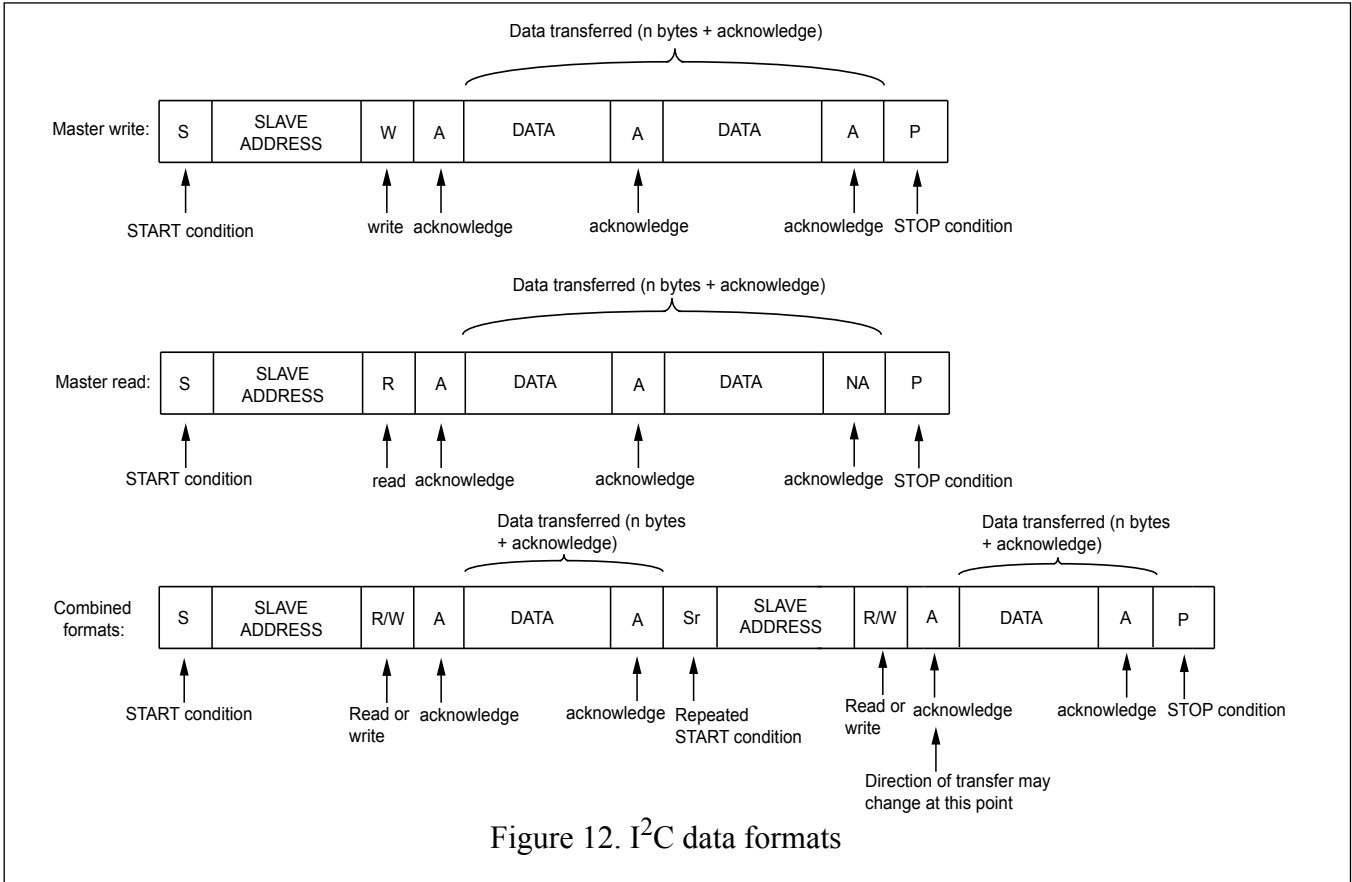 Data transferred (n bytes + acknowledge)
Master write:
S
SLAVE
ADDRESS
W
A
DATA
A
DATA
A
P
START condition
write
acknowledge
acknowledge
acknowledge
STOP condition
Data transferred (n bytes + acknowledge)
Master read:
S
SLAVE
ADDRESS
R
A
DATA
A
DATA
NA
P
START condition
read
acknowledge
acknowledge
acknowledge
STOP condition
Data transferred (n bytes
+ acknowledge)
Data transferred (n bytes
+ acknowledge)
Combined
formats:
S
SLAVE
ADDRESS
R/W
A
DATA
A
Sr
SLAVE
ADDRESS
R/W
A
DATA
A
P
START condition
Read or
write
acknowledge
acknowledge
Repeated
START condition
Read or
write
acknowledge
acknowledge
STOP condition
Direction of transfer may
change at this point
Figure 12. I²C data formats